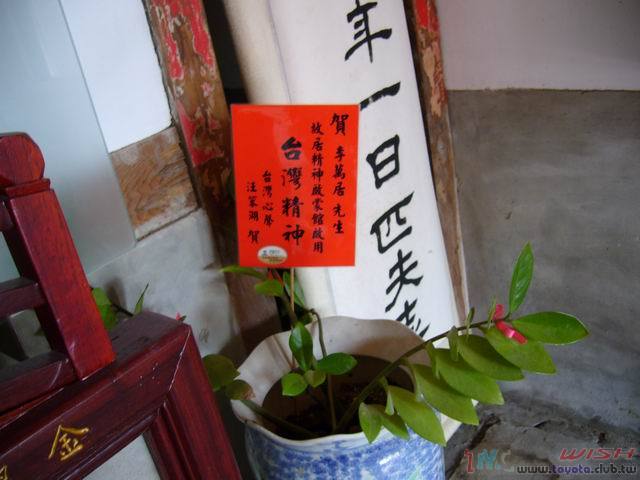 賀 李萬居 先生
故居精神啟蒙館啟用
台灣精神
台灣心聲
汪笨湖 賀
年一日匹夫
金
WISH
www.toyota.club.tw